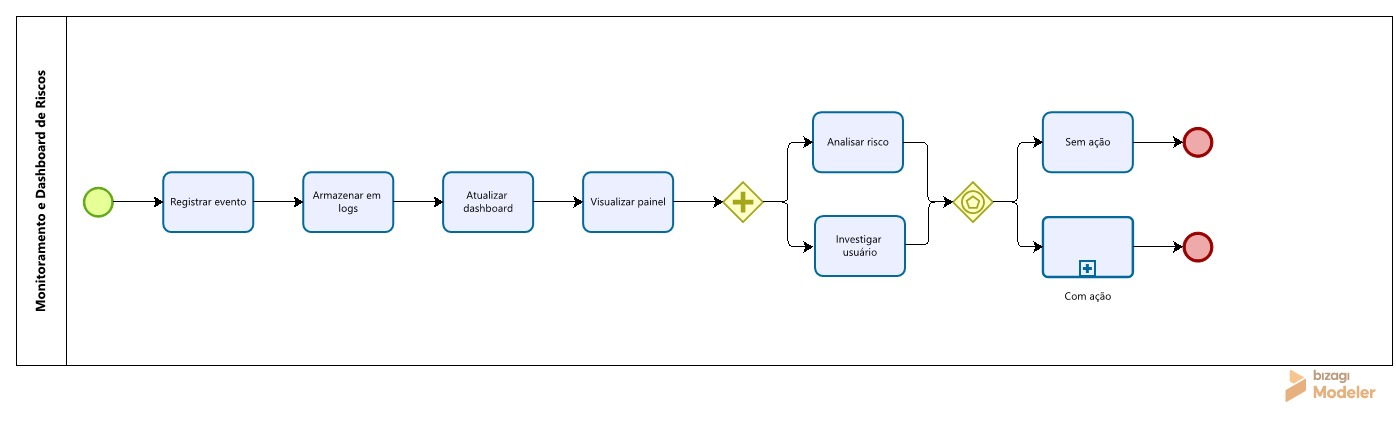 Monitoramento e Dashboard de Riscos
Registrar evento
Armazenar em
logs
Atualizar
dashboard
Visualizar painel
Analisar risco
Investigar
usuário
Sem ação
Com ação
bizagi
Modeler